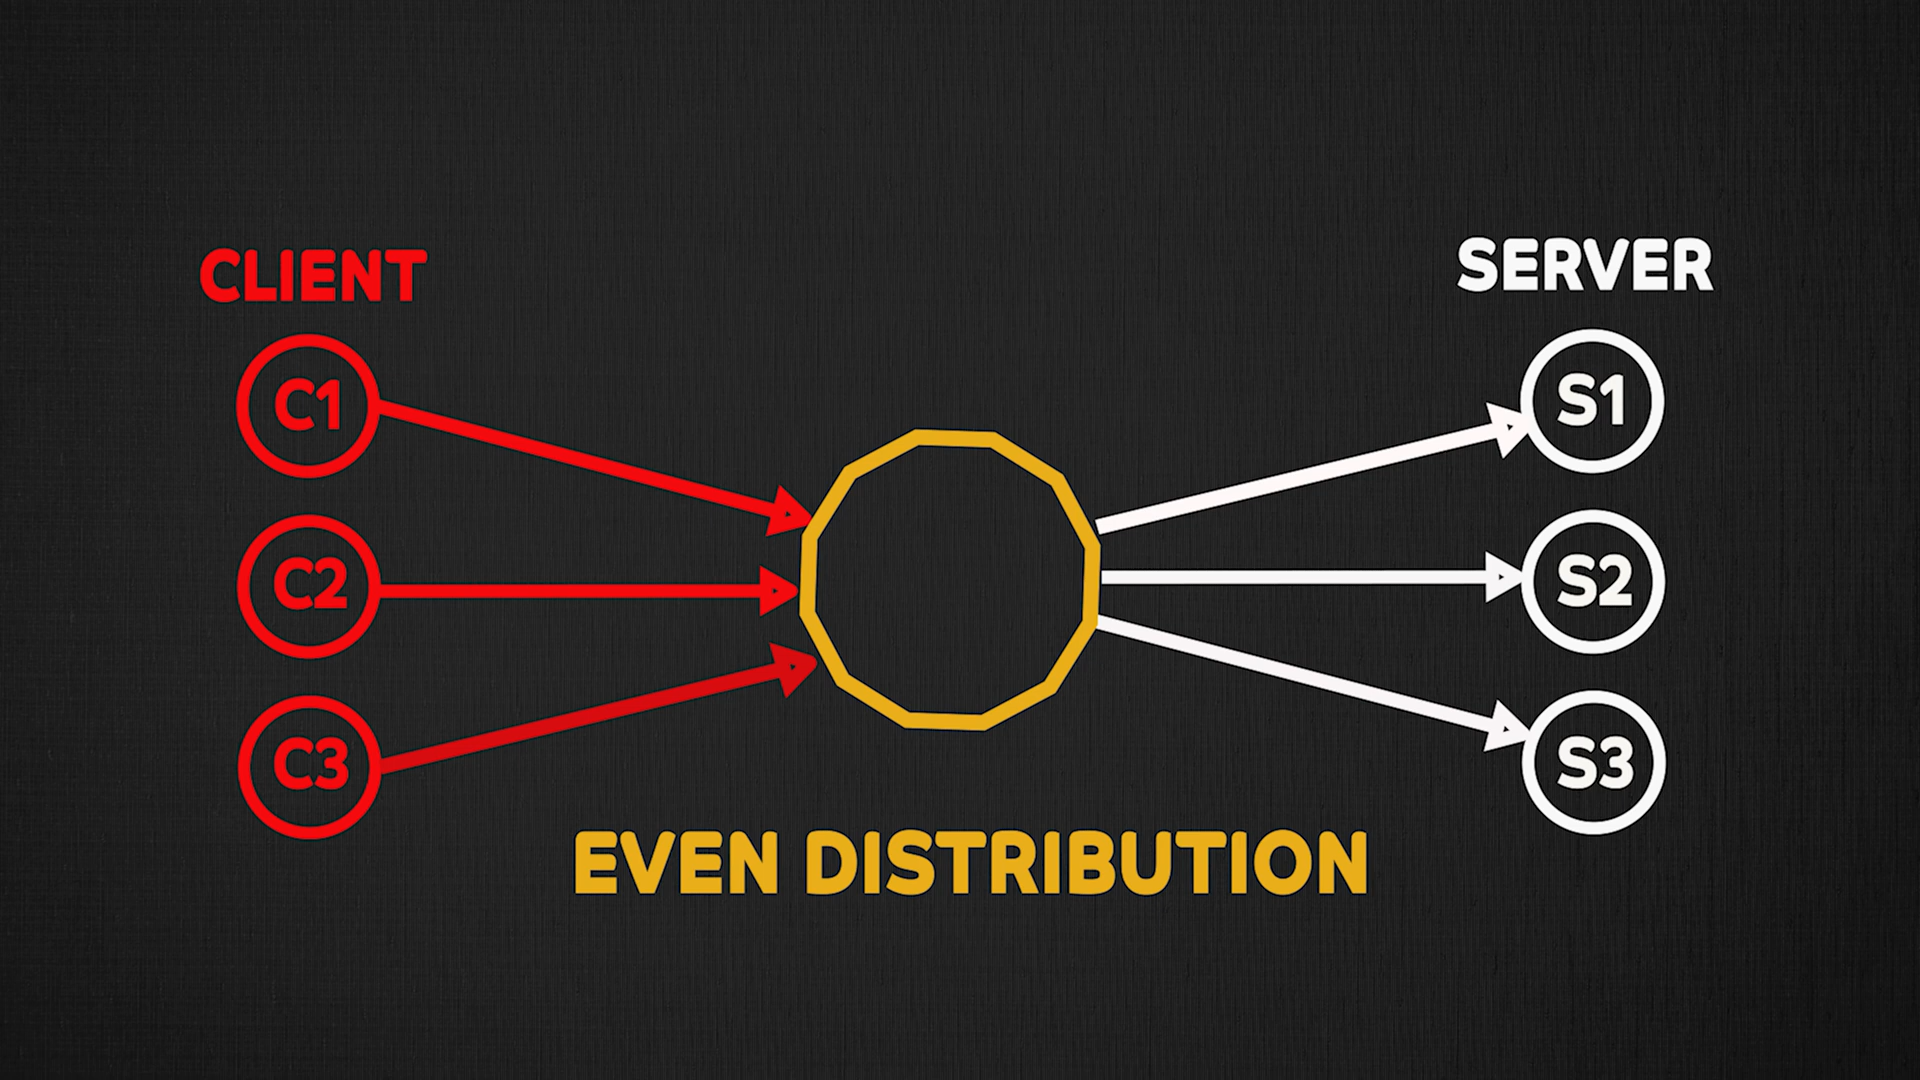 CLIENT
SERVER
C1
S1
C2
S2
C3
S3
EVEN DISTRIBUTION